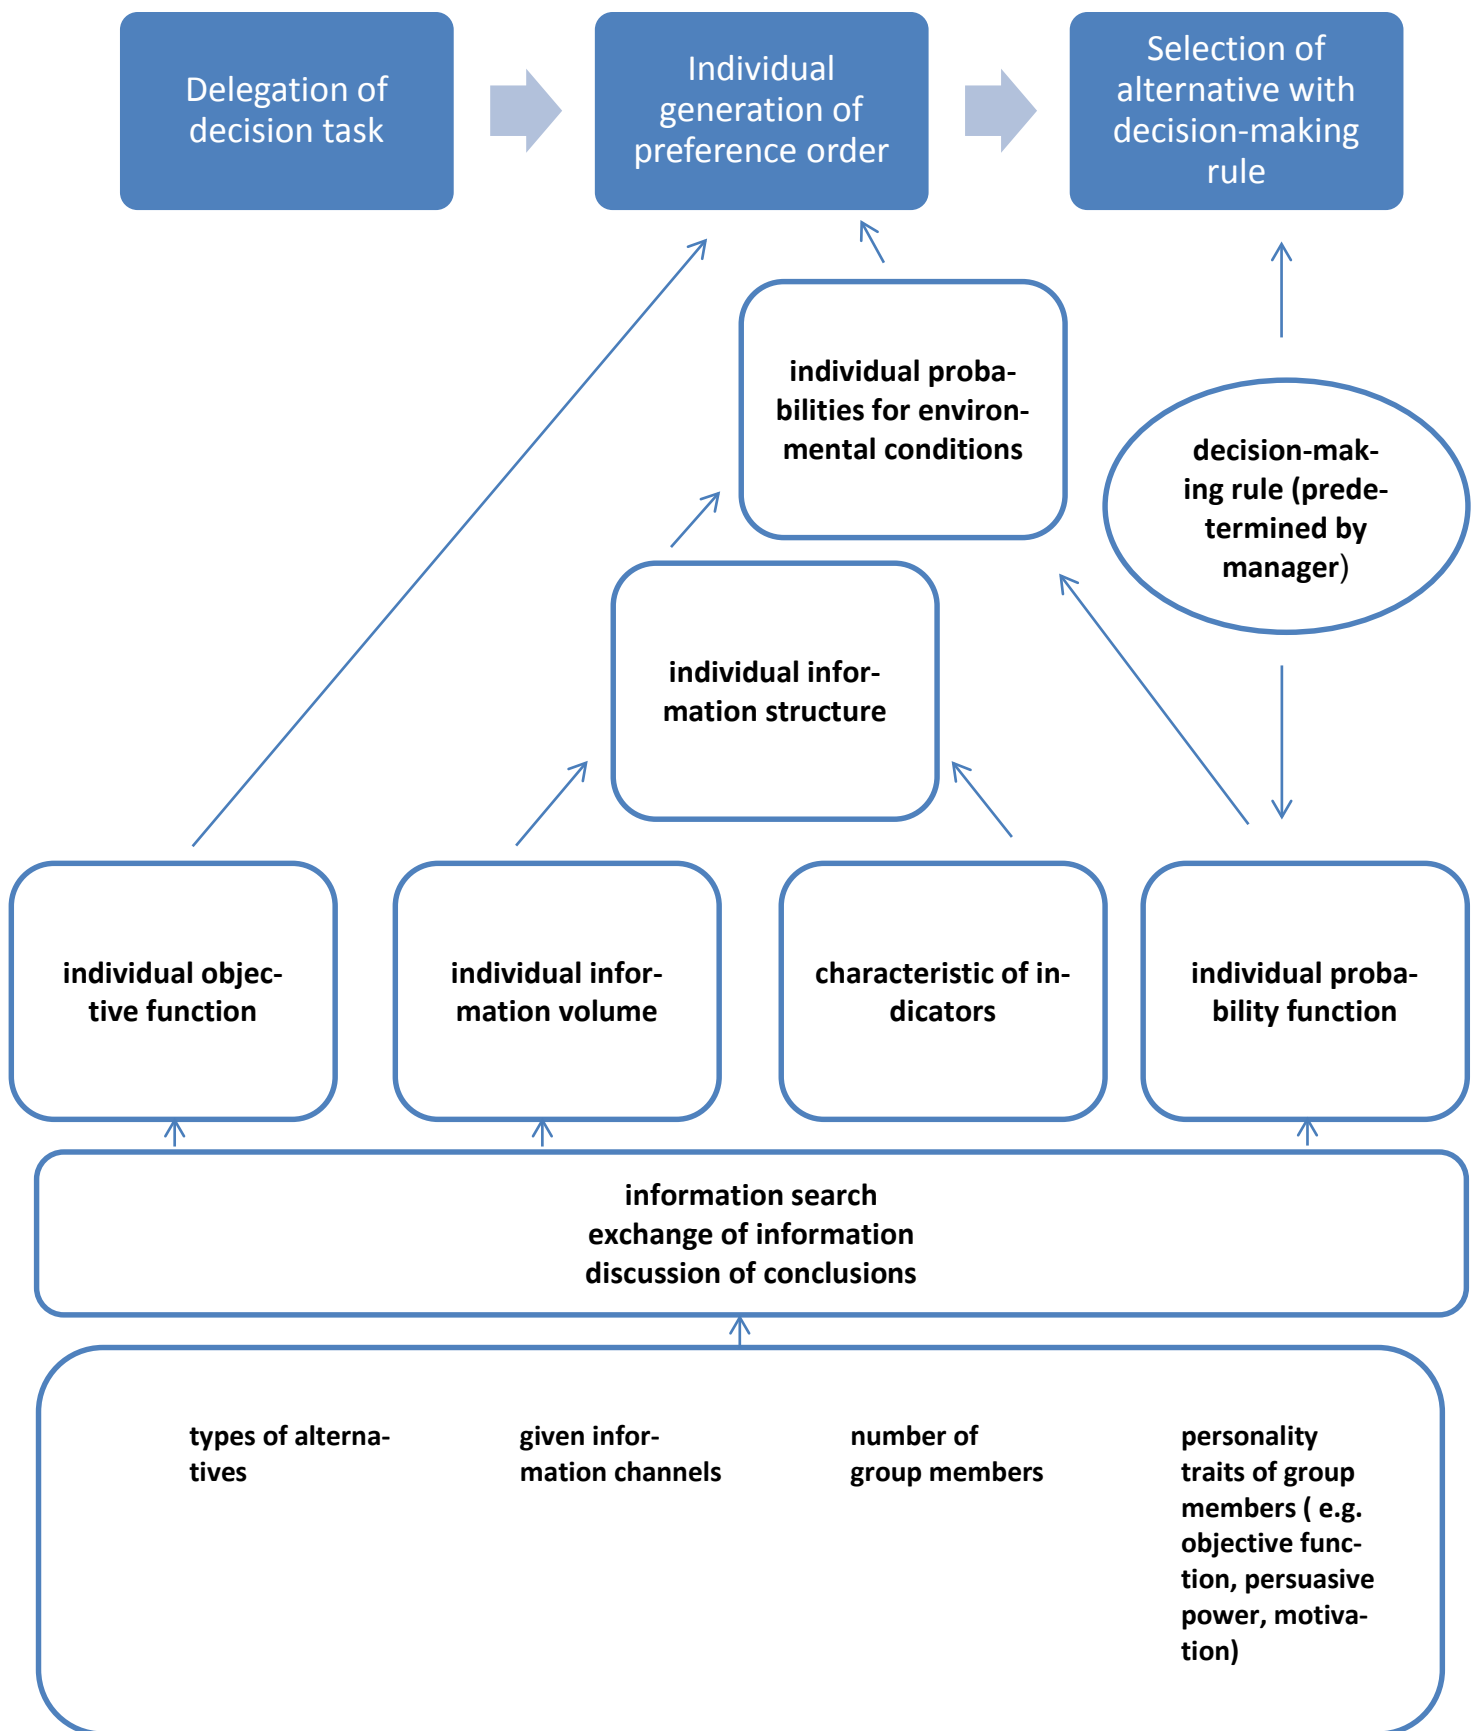 Delegation of
decision task
Individual
generation of
preference order
Selection of
alternative with
decision-making
rule
individual proba-
bilities for environ-
mental conditions
decision-mak-
ing rule (prede-
termined by
manager)
individual infor-
mation structure
individual objec-
tive function
individual infor-
mation volume
characteristic of in-
dicators
individual proba-
bility function
information search
exchange of information
discussion of conclusions
types of alterna-
tives
given infor-
mation channels
number of
group members
personality
traits of group
members ( e.g.
objective func-
tion, persuasive
power, motiva-
tion)